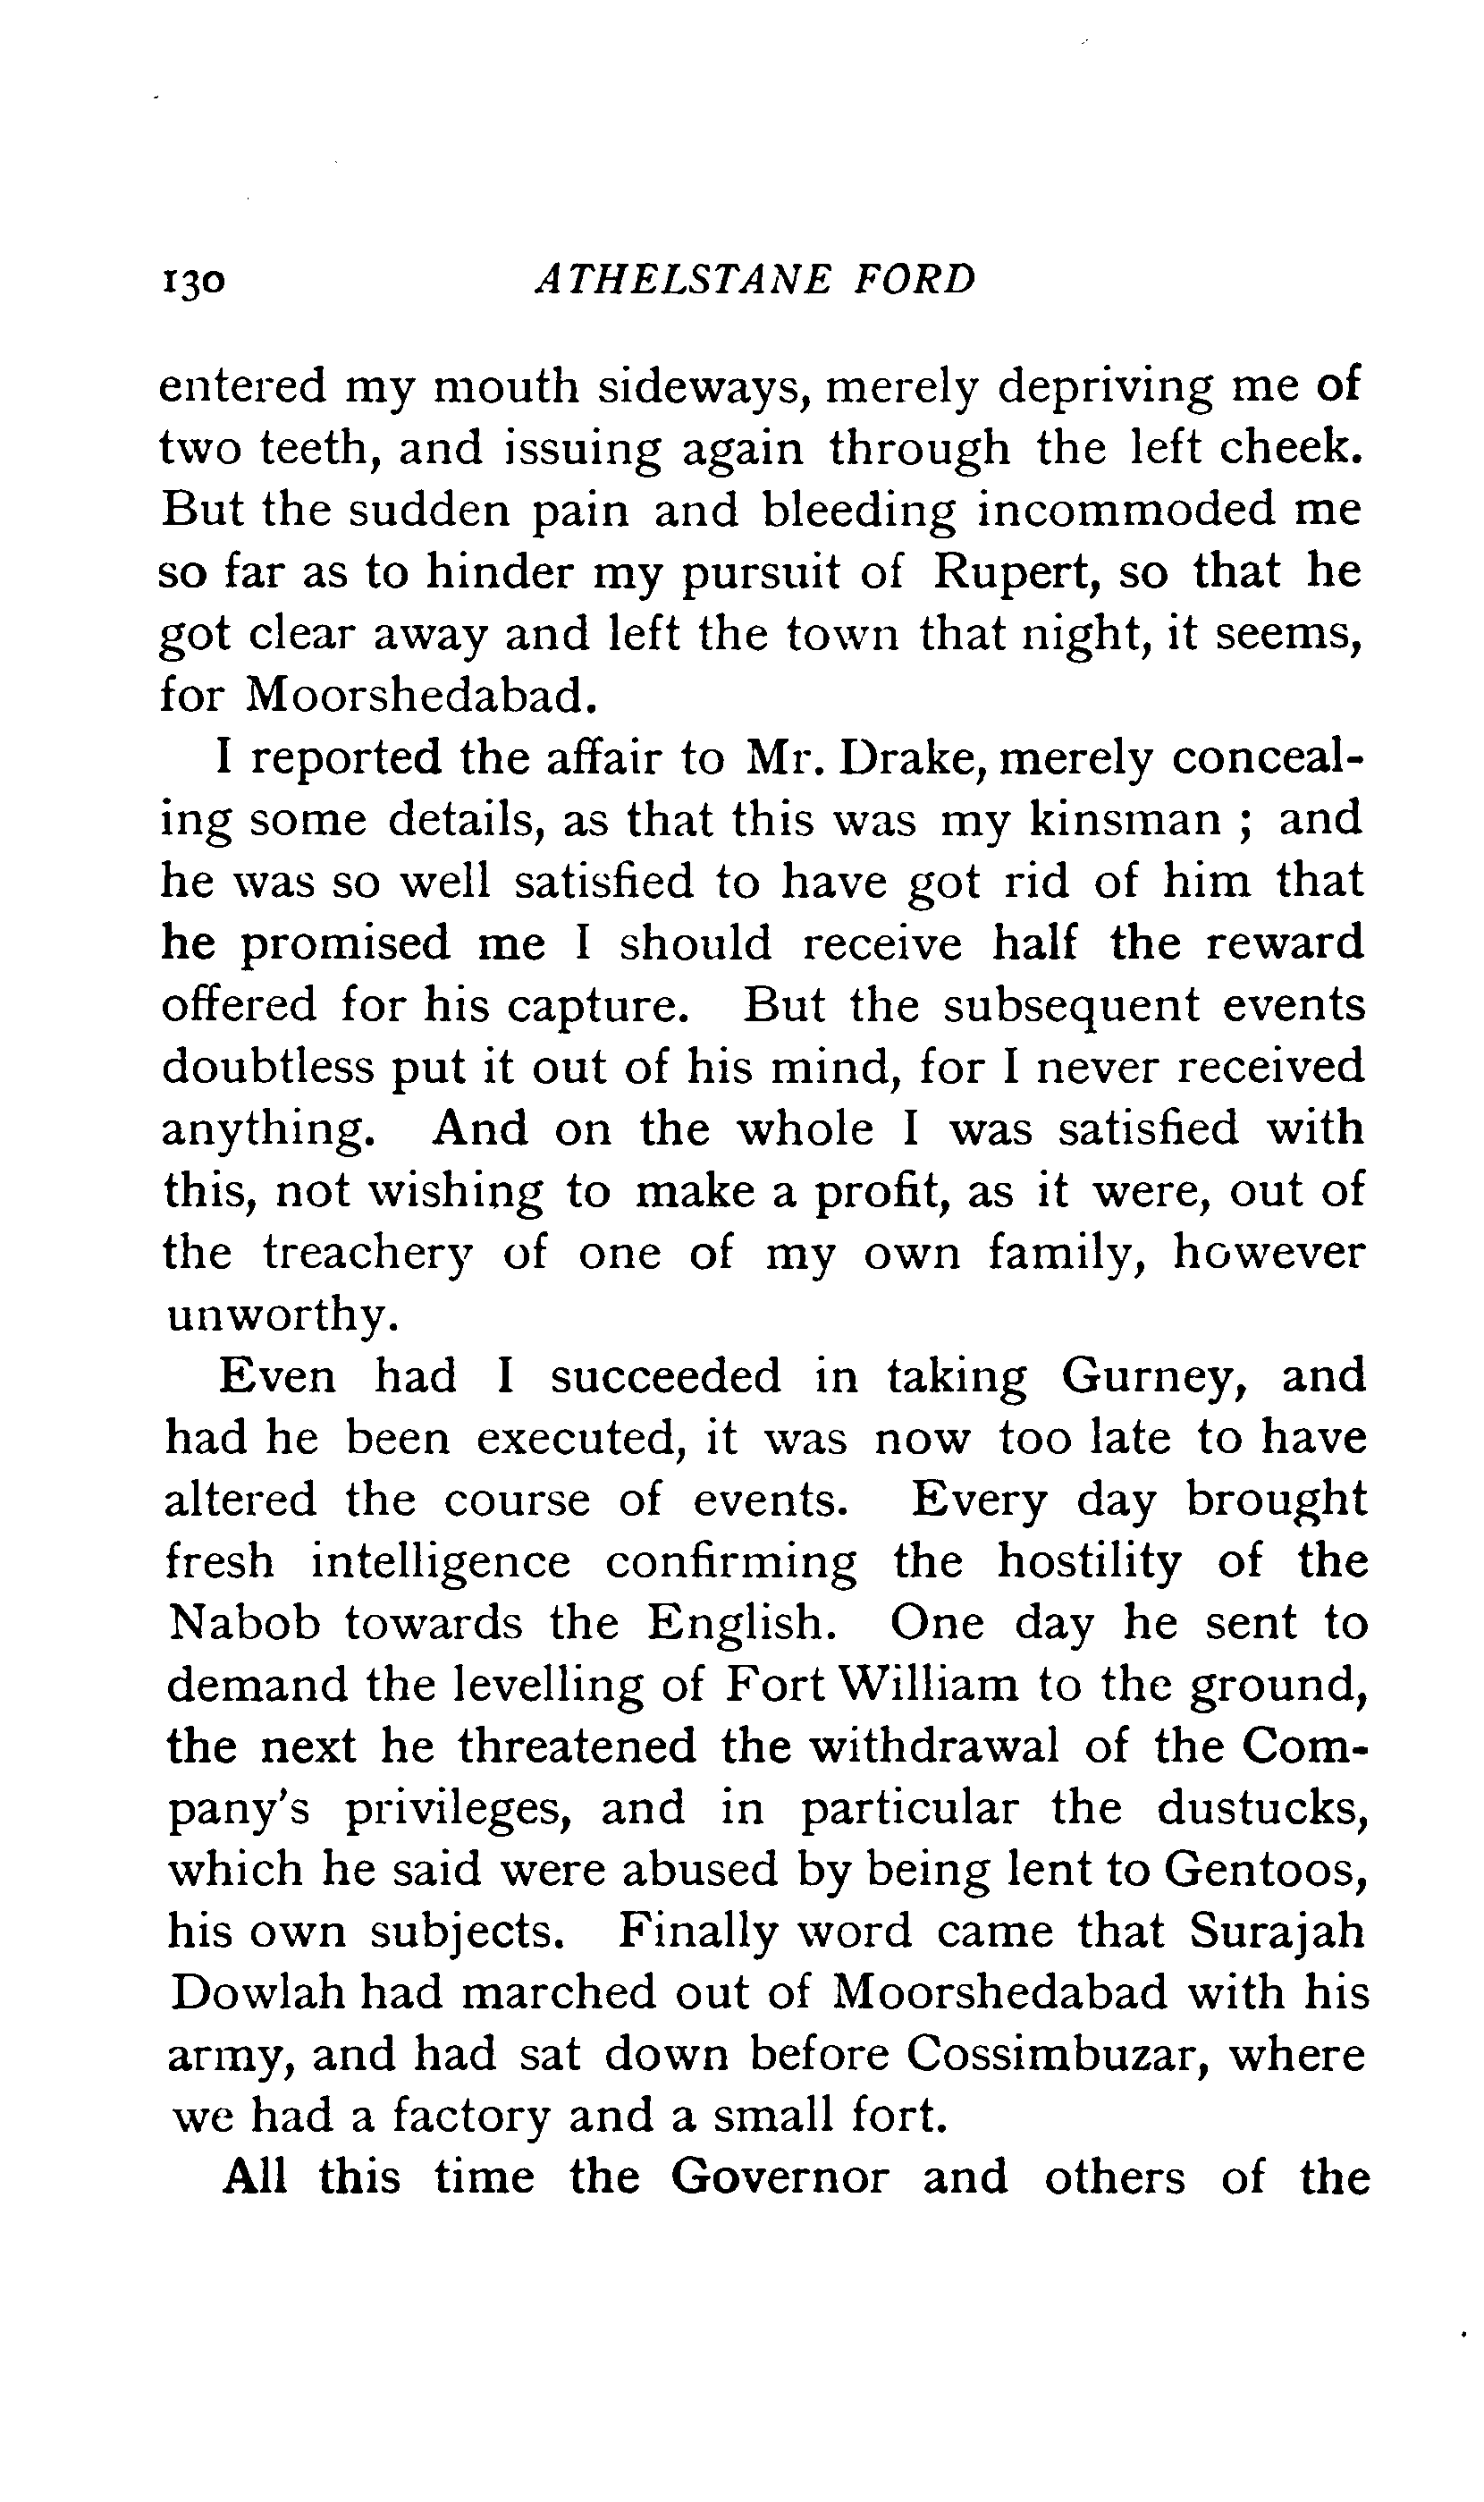 130 ATHELSTANE FORD
entered my mouth sideways, merely depriving me of
two teeth, and issuing again through the left cheek.
But the sudden pain and bleeding incommoded me
so far as to hinder my pursuit of Rupert, so that he
got clear away and left the town that night, it seems,
for Moorshedabad.
I reported the affair to Mr. Drake, merely conceal-
ing some details, as that this was my kinsman ; and
he was so well satisfied to have got rid of him that
he promised me I should receive half the reward
offered for his capture. But the subsequent events
doubtless put it out of his mind, for I never received
anything. And on the whole I was satisfied with
this, not wishing to make a profit, as it were, out of
the treachery of one of my own family, however
unworthy.
Even had I succeeded in taking Gurney, and
had he been executed, it was now too late to have
altered the course of events. Every day brought
fresh intelligence confirming the hostility of the
Nabob towards the English. One day he sent to
demand the levelling of Fort William to the ground,
the next he threatened the withdrawal of the Com-
pany's privileges, and in particular the dustucks,
which he said were abused by being lent to Gentoos,
his own subjects. Finally word came that Surajah
Dowlah had marched out of Moorshedabad with his
army, and had sat down before Cossimbuzar, where
we had a factory and a small fort.
All this time the Governor and others of the